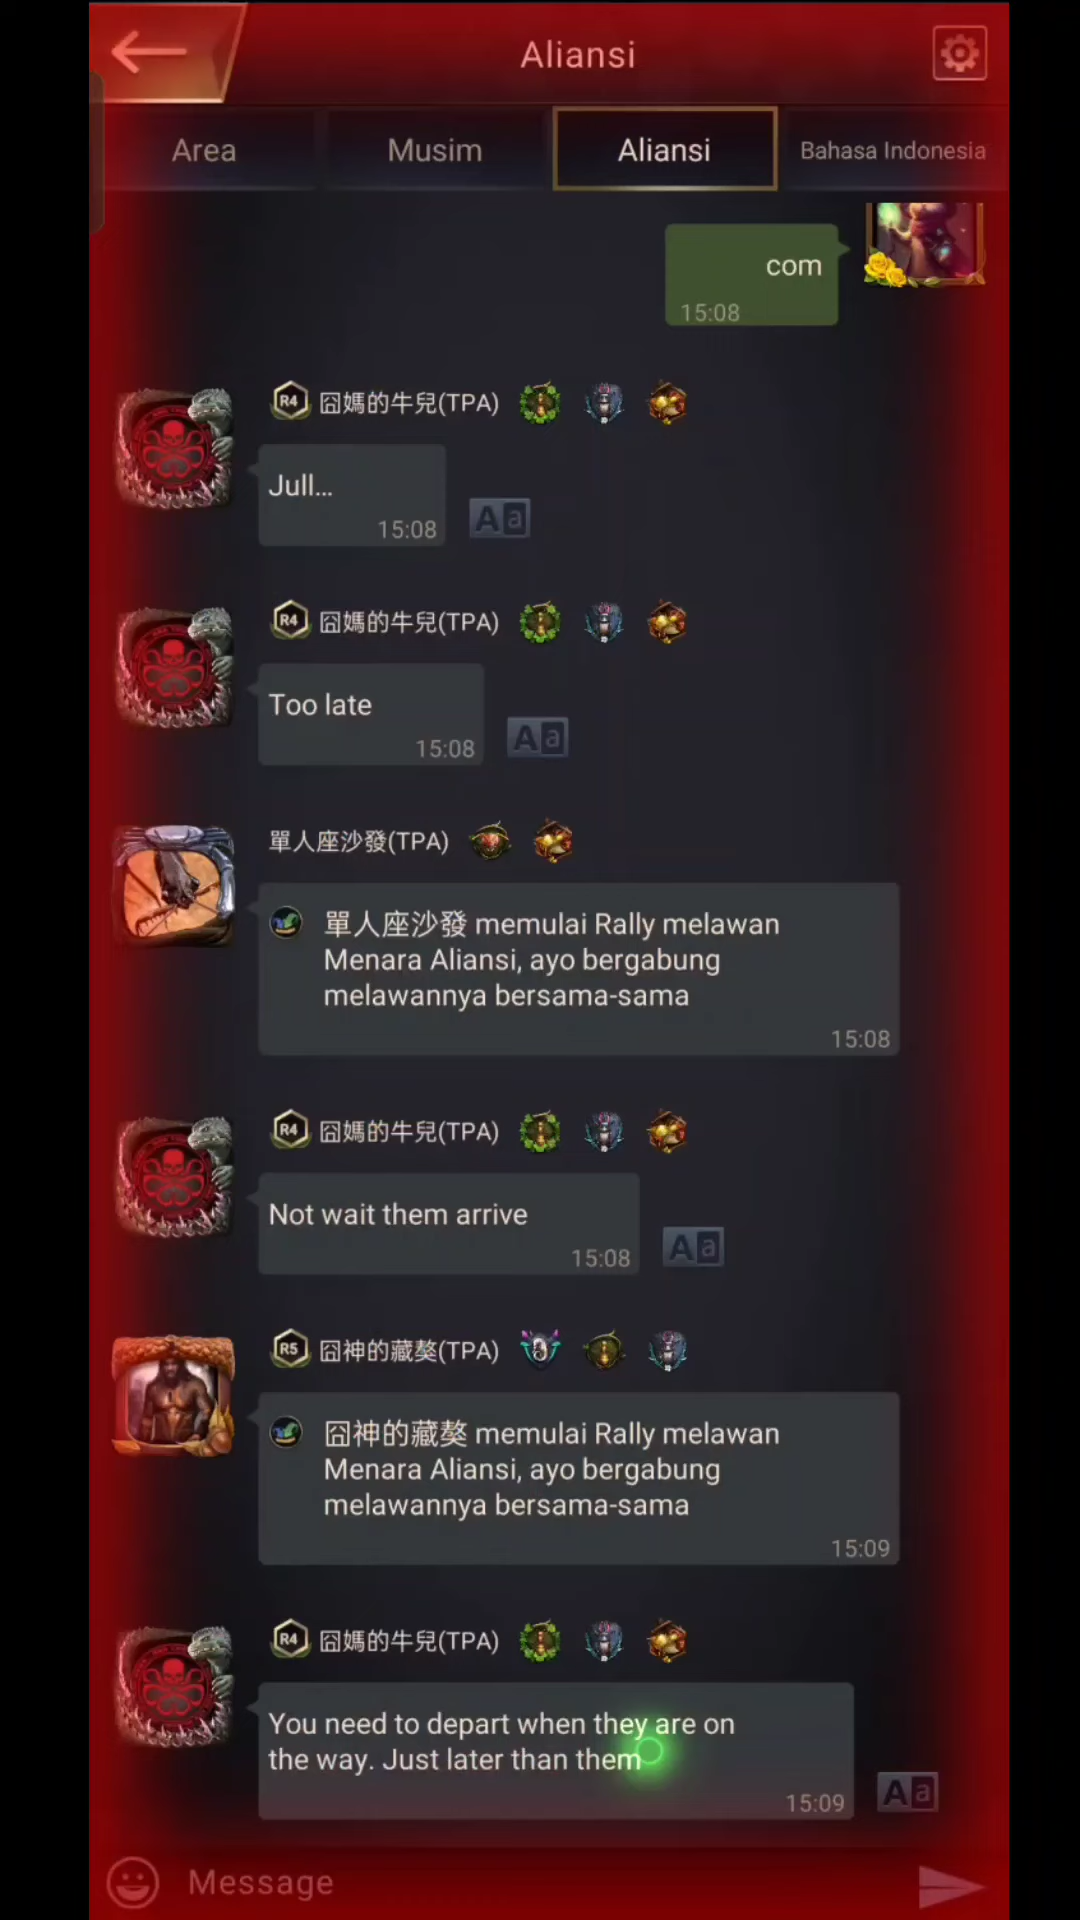 Aliansi
Area
Musim
Aliansi
Bahasa Indonesia
com
15:08
R4 囧媽的牛兒(TPA)
Jull...
15:08
Aa
R4 囧媽的牛兒(TPA)
Too late
15:08
Aa
單人座沙發(TPA)
單人座沙發 memulai Rally melawan
Menara Aliansi, ayo bergabung
melawannya bersama-sama
15:08
R4 囧媽的牛兒(TPA)
Not wait them arrive
15:08
Aa
R5 囧神的藏獒(TPA)
囧神的藏獒 memulai Rally melawan
Menara Aliansi, ayo bergabung
melawannya bersama-sama
15:09
R4 囧媽的牛兒(TPA)
You need to depart when they are on
the way. Just later than them
15:09
Aa
Message